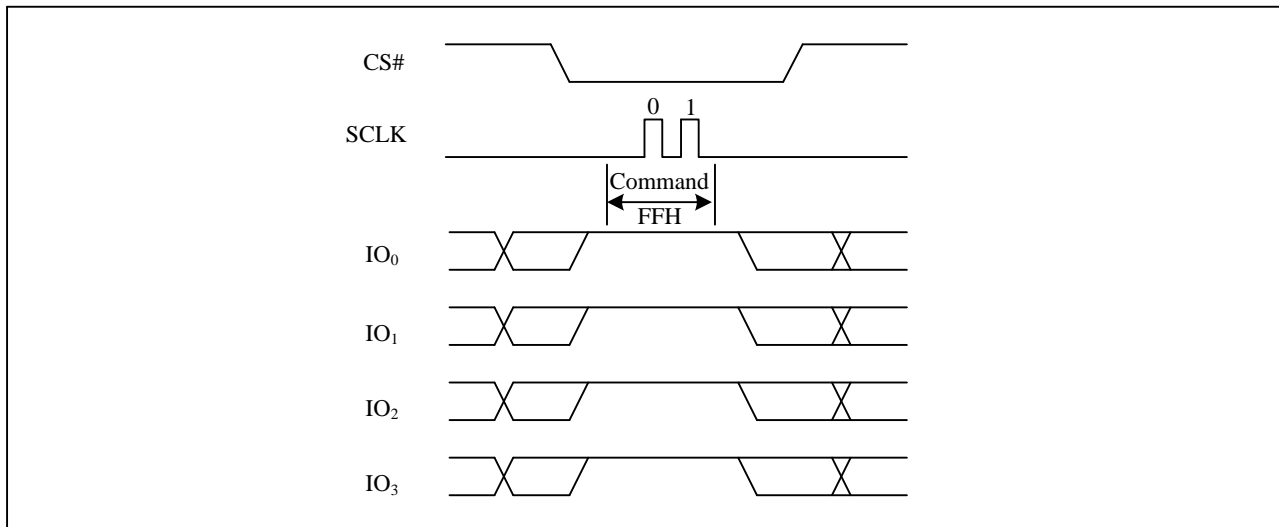 CS#
0 1
SCLK
Command
FFH
IO₀
IO₁
IO₂
IO₃